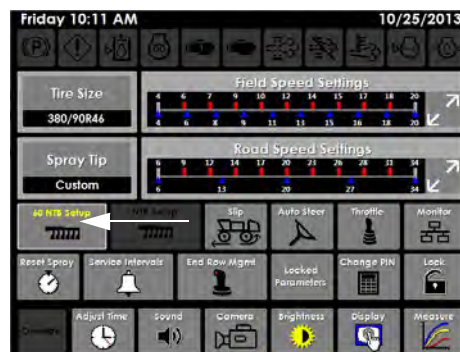 Friday 10:11 AM 10/25/2013
Tire Size
380/90R46
Field Speed Settings
4 6 7 9 10 12 14 15 17 18 20
4 6 8 9 11 13 15 16 18 20
Spray Tip
Custom
Road Speed Settings
6 9 12 14 17 20 23 26 28 31 34
6 13 20 27 34
60 NTB Setup
NTB Setup
Slip
Auto Steer
Throttle
Monitor
Reset Spray
Service Intervals
End Row Mgmt
Locked
Parameters
Change PIN
Lock
Adjust Time
Sound
Camera
Brightness
Display
Measure